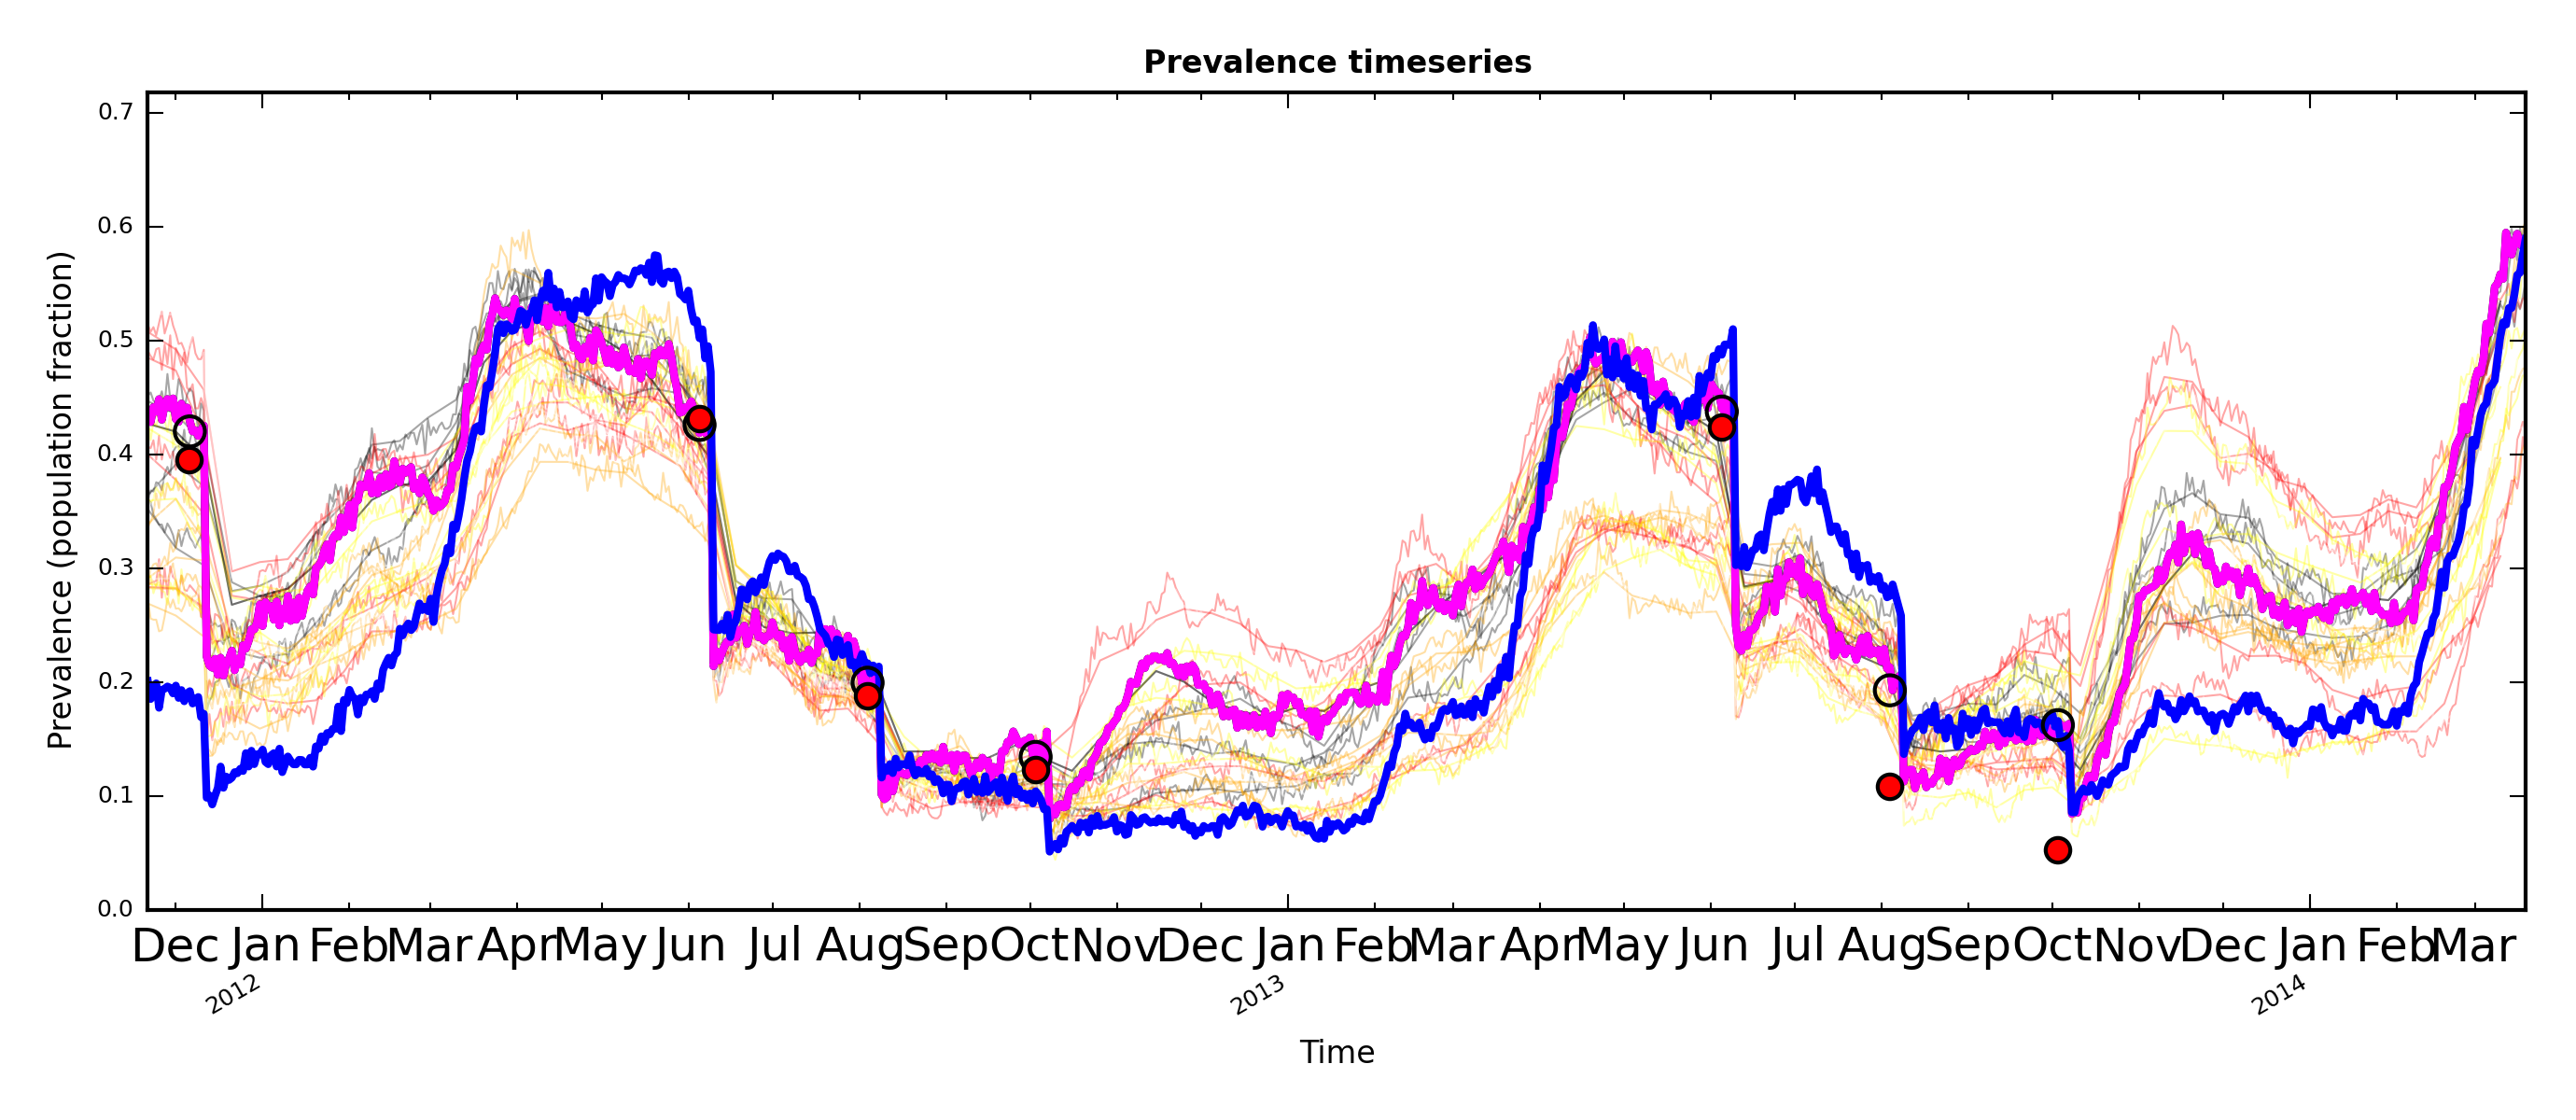 Prevalence timeseries
0.7
0.6
0.5
0.4
0.3
0.2
0.1
0.0
Prevalence (population fraction)
Dec Jan Feb Mar Apr May Jun Jul Aug Sep Oct Nov Dec Jan Feb Mar Apr May Jun Jul Aug Sep Oct Nov Dec Jan Feb Mar
2012 2013 2014
Time